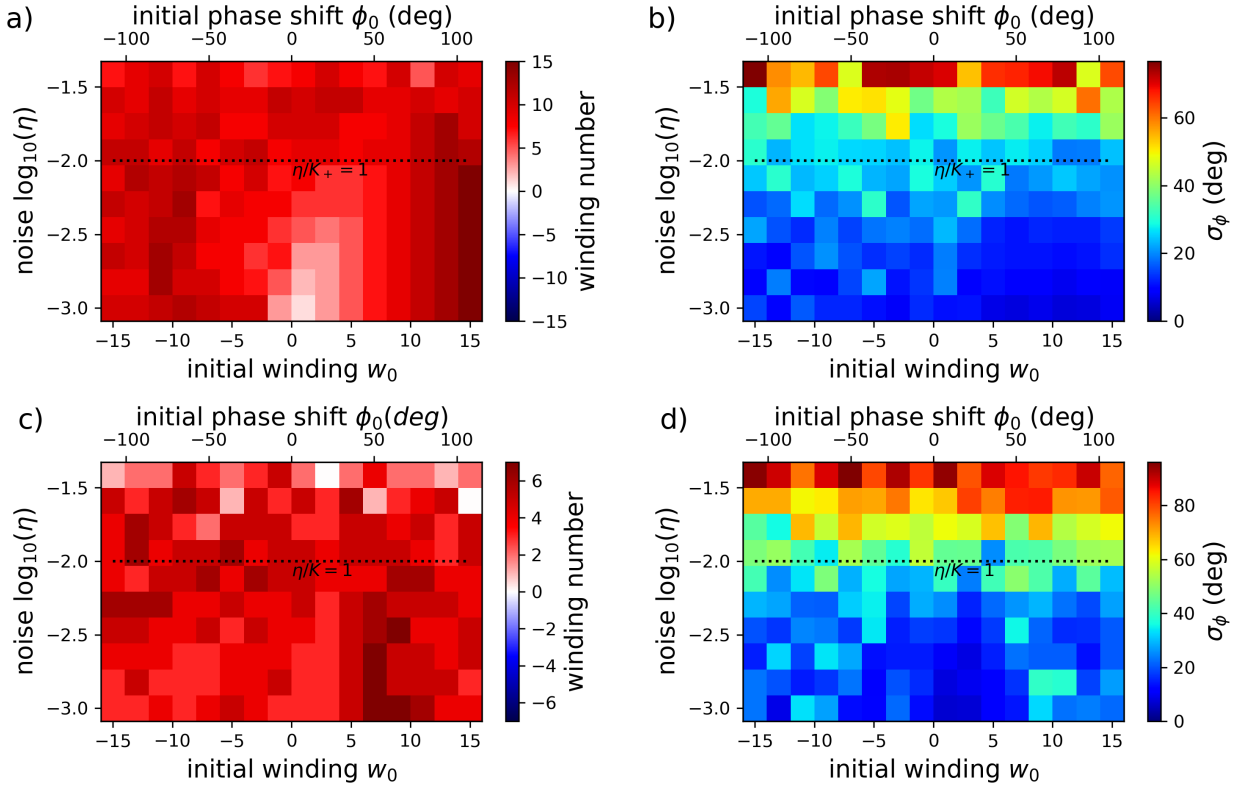 a)
initial phase shift ϕ₀ (deg)
−100 −50 0 50 100
noise log₁₀(η)
−1.5
−2.0
−2.5
−3.0
η/K₊ = 1
−15 −10 −5 0 5 10 15
initial winding w₀
15
10
5
0
−5
−10
−15
winding number
b)
initial phase shift ϕ₀ (deg)
−100 −50 0 50 100
noise log₁₀(η)
−1.5
−2.0
−2.5
−3.0
η/K₊ = 1
−15 −10 −5 0 5 10 15
initial winding w₀
60
40
20
0
σ_ϕ (deg)
c)
initial phase shift ϕ₀(deg)
−100 −50 0 50 100
noise log₁₀(η)
−1.5
−2.0
−2.5
−3.0
η/K = 1
−15 −10 −5 0 5 10 15
initial winding w₀
6
4
2
0
−2
−4
−6
winding number
d)
initial phase shift ϕ₀ (deg)
−100 −50 0 50 100
noise log₁₀(η)
−1.5
−2.0
−2.5
−3.0
η/K = 1
−15 −10 −5 0 5 10 15
initial winding w₀
80
60
40
20
0
σ_ϕ (deg)